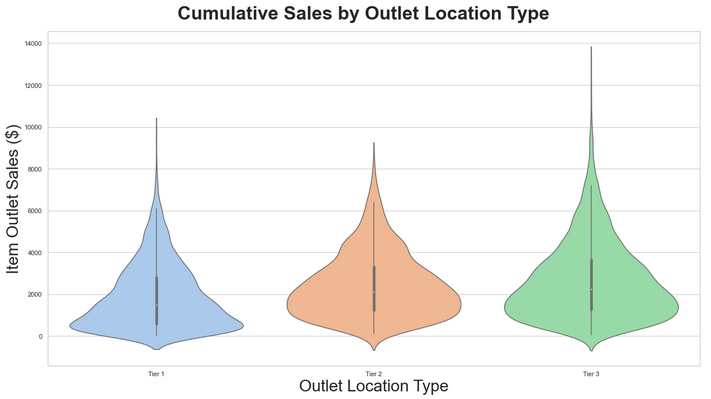 Cumulative Sales by Outlet Location Type
Item Outlet Sales ($)
14000
12000
10000
8000
6000
4000
2000
0
Tier 1
Tier 2
Tier 3
Outlet Location Type